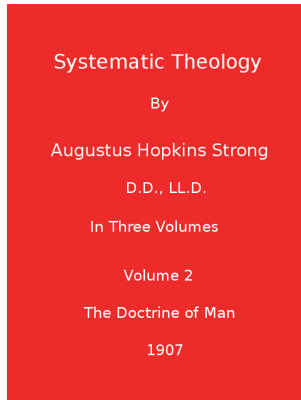 Systematic Theology
By
Augustus Hopkins Strong
D.D., LL.D.
In Three Volumes
Volume 2
The Doctrine of Man
1907